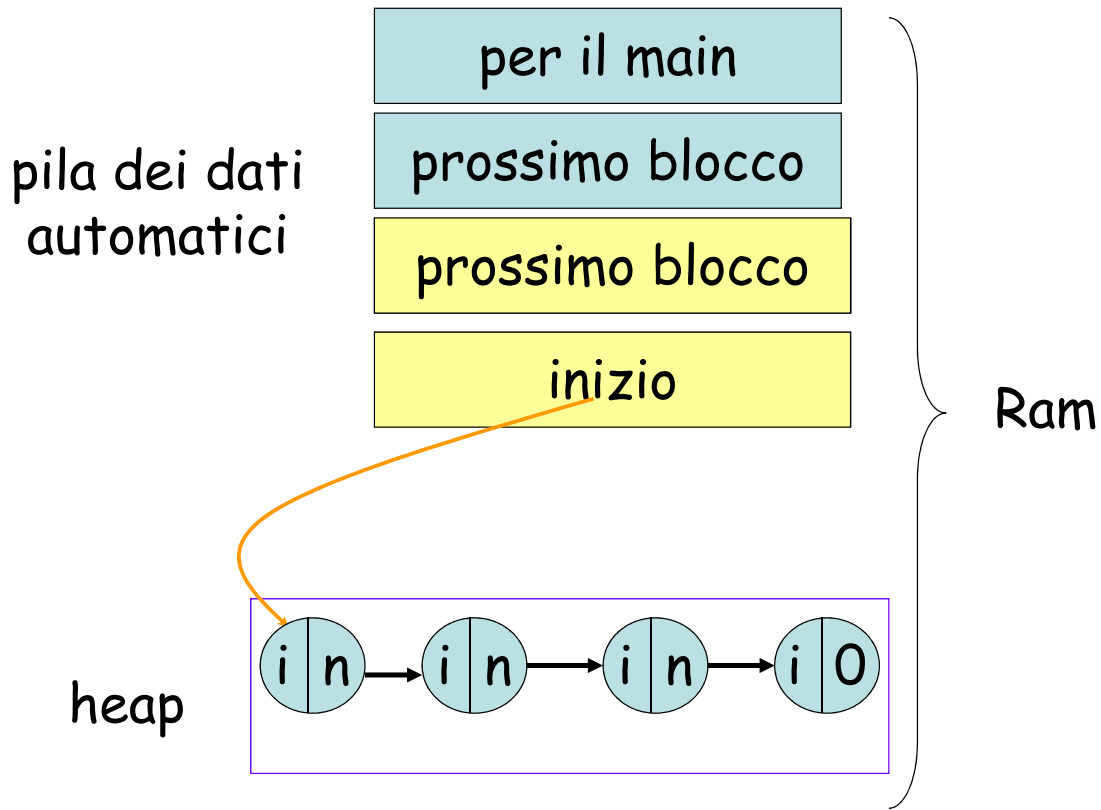 per il main
pila dei dati
automatici
prossimo blocco
prossimo blocco
inizio
Ram
heap
i n i n i n i 0